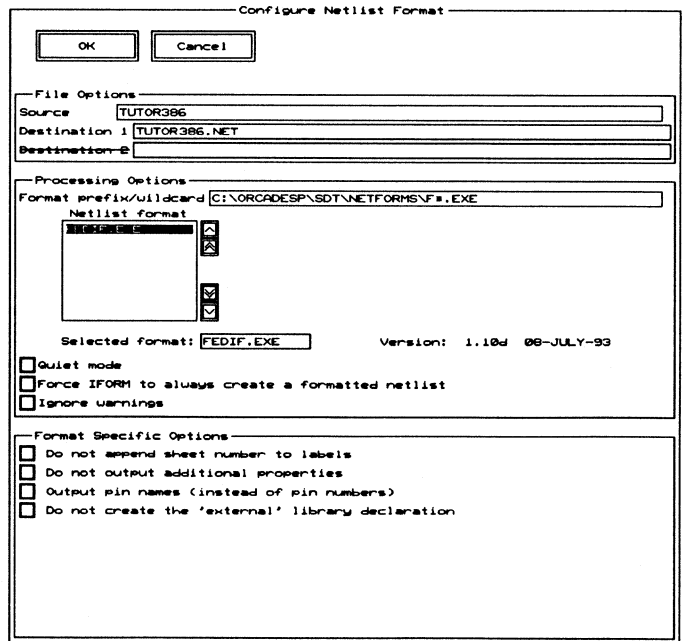 Configure Netlist Format
OK Cancel
File Options
Source TUTOR386
Destination 1 TUTOR386.NET
Destination 2
Processing Options
Format prefix/wildcard C:\ORCADESP\SDT\NETFORMS\F*.EXE
Netlist format
Selected format: FEDIF.EXE Version: 1.10d 08-JULY-93
Quiet mode
Force IFORM to always create a formatted netlist
Ignore warnings
Format Specific Options
Do not append sheet number to labels
Do not output additional properties
Output pin names (instead of pin numbers)
Do not create the 'external' library declaration